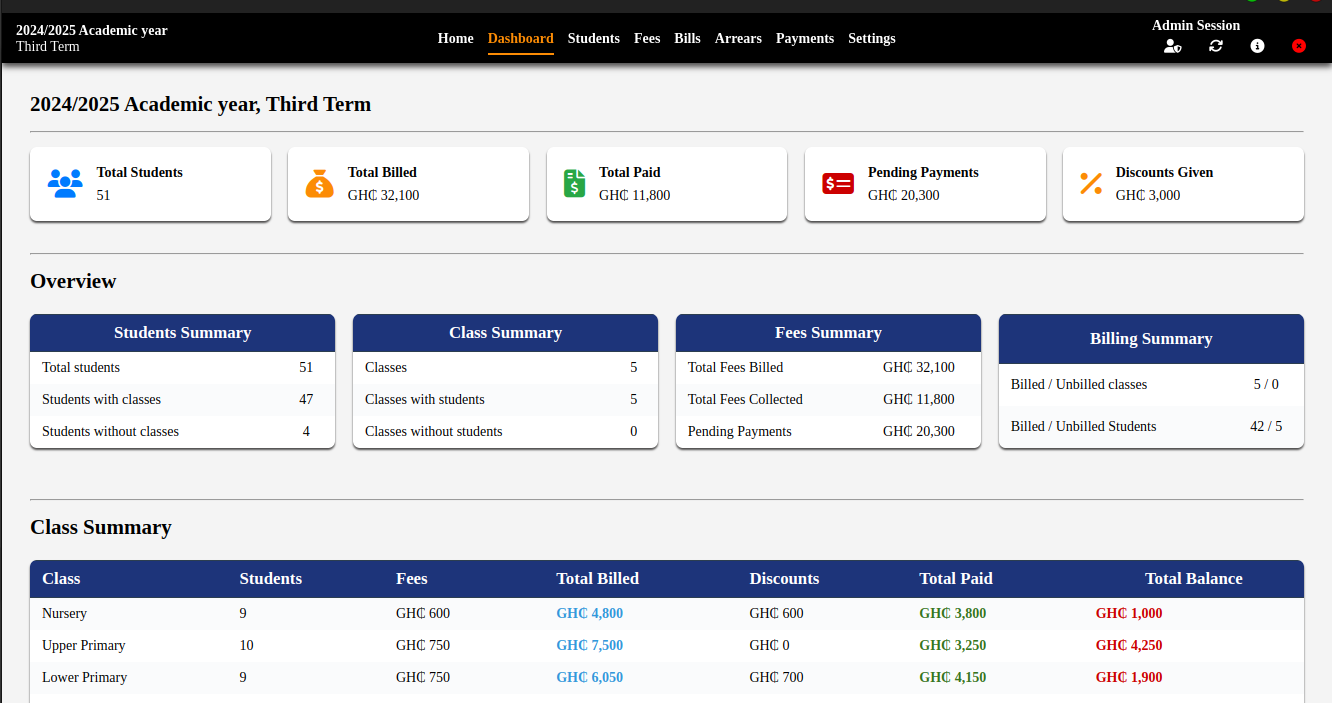 2024/2025 Academic year
Third Term
Home Dashboard Students Fees Bills Arrears Payments Settings
Admin Session
2024/2025 Academic year, Third Term
Total Students
51
Total Billed
GH₵ 32,100
Total Paid
GH₵ 11,800
Pending Payments
GH₵ 20,300
Discounts Given
GH₵ 3,000
Overview
Students Summary
Total students 51
Students with classes 47
Students without classes 4
Class Summary
Classes 5
Classes with students 5
Classes without students 0
Fees Summary
Total Fees Billed GH₵ 32,100
Total Fees Collected GH₵ 11,800
Pending Payments GH₵ 20,300
Billing Summary
Billed / Unbilled classes 5 / 0
Billed / Unbilled Students 42 / 5
Class Summary
Class Students Fees Total Billed Discounts Total Paid Total Balance
Nursery 9 GH₵ 600 GH₵ 4,800 GH₵ 600 GH₵ 3,800 GH₵ 1,000
Upper Primary 10 GH₵ 750 GH₵ 7,500 GH₵ 0 GH₵ 3,250 GH₵ 4,250
Lower Primary 9 GH₵ 750 GH₵ 6,050 GH₵ 700 GH₵ 4,150 GH₵ 1,900